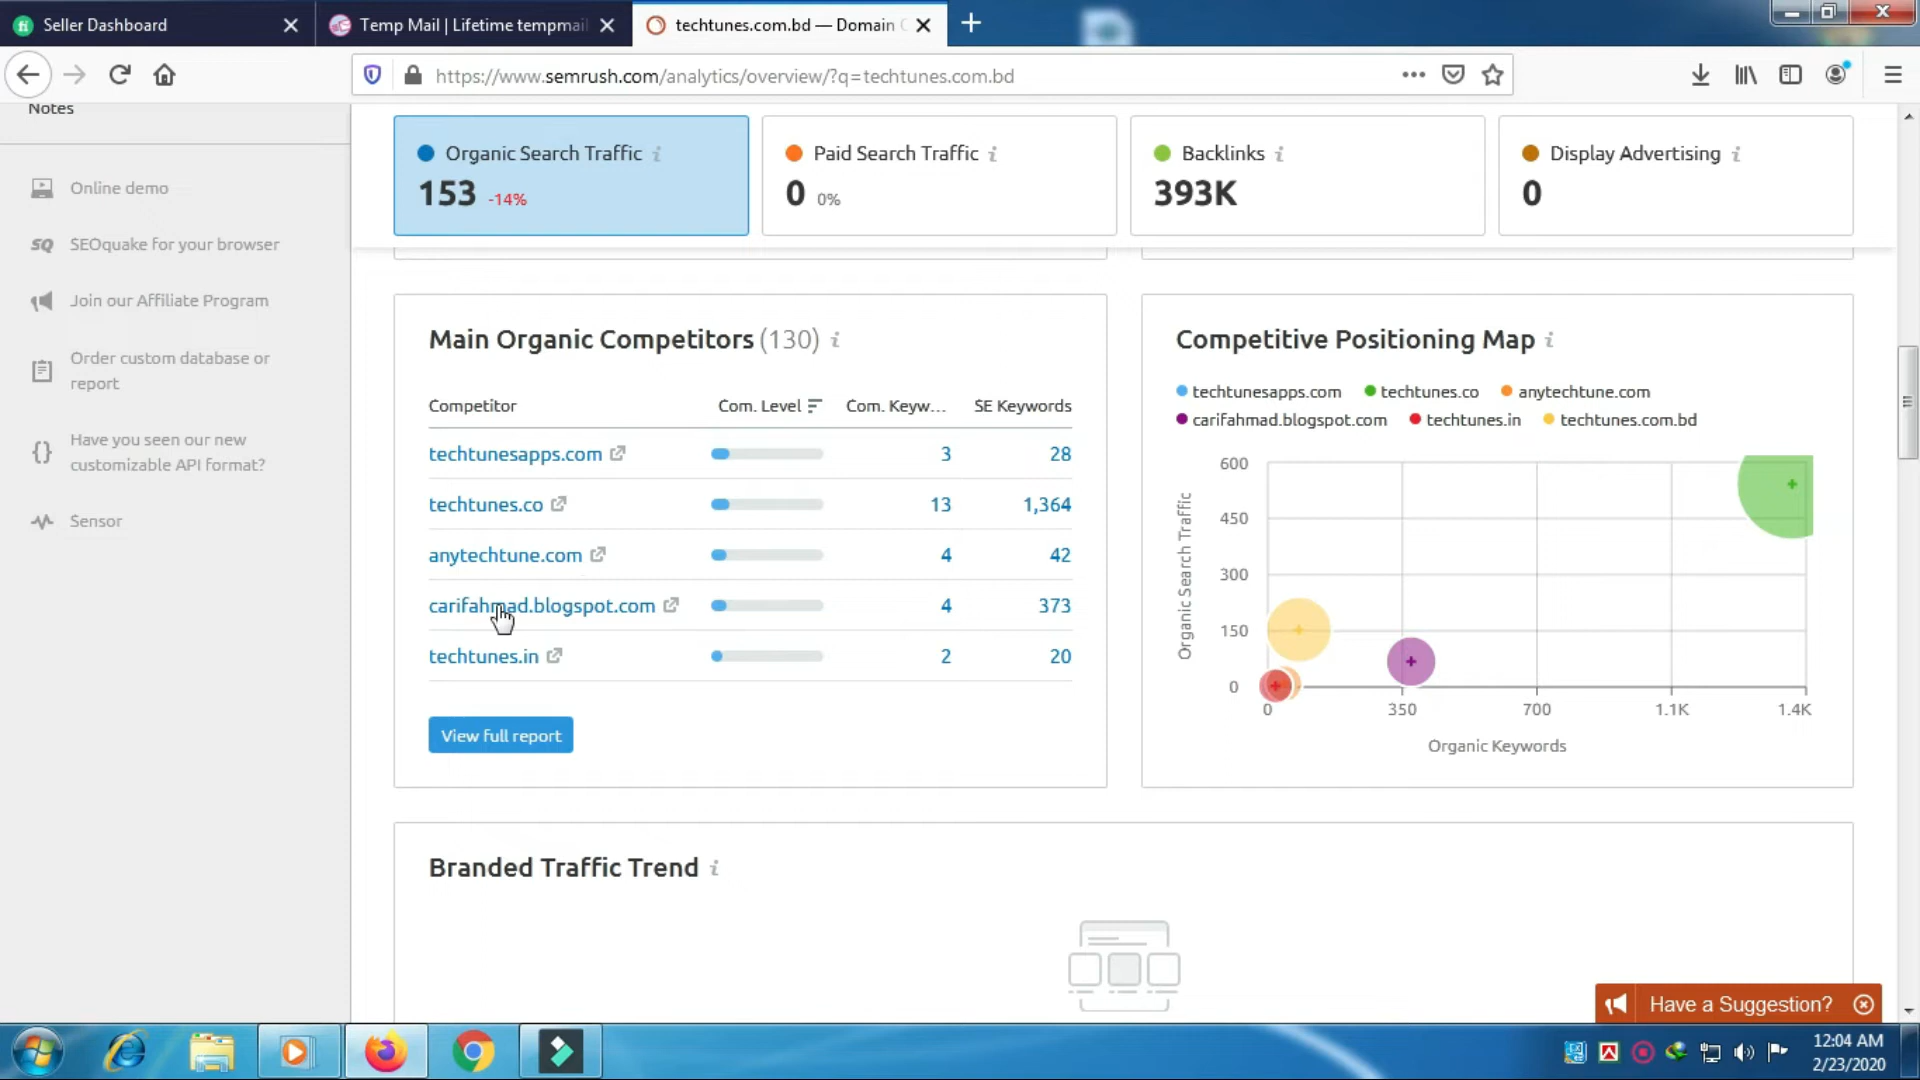 Seller Dashboard
Temp Mail | Lifetime tempmai
techtunes.com.bd — Domain
https://www.semrush.com/analytics/overview/?q=techtunes.com.bd
Notes
Online demo
SQ SEOquake for your browser
Join our Affiliate Program
Order custom database or
report
Have you seen our new
customizable API format?
Sensor
Organic Search Traffic i
153 -14%
Paid Search Traffic i
0 0%
Backlinks i
393K
Display Advertising i
0
Main Organic Competitors (130) i
Competitor Com. Level Com. Keyw... SE Keywords
techtunesapps.com 3 28
techtunes.co 13 1,364
anytechtune.com 4 42
carifahmad.blogspot.com 4 373
techtunes.in 2 20
View full report
Competitive Positioning Map i
techtunesapps.com techtunes.co anytechtune.com
carifahmad.blogspot.com techtunes.in techtunes.com.bd
Organic Search Traffic
600
450
300
150
0
0 350 700 1.1K 1.4K
Organic Keywords
Branded Traffic Trend i
Have a Suggestion?
12:04 AM
2/23/2020